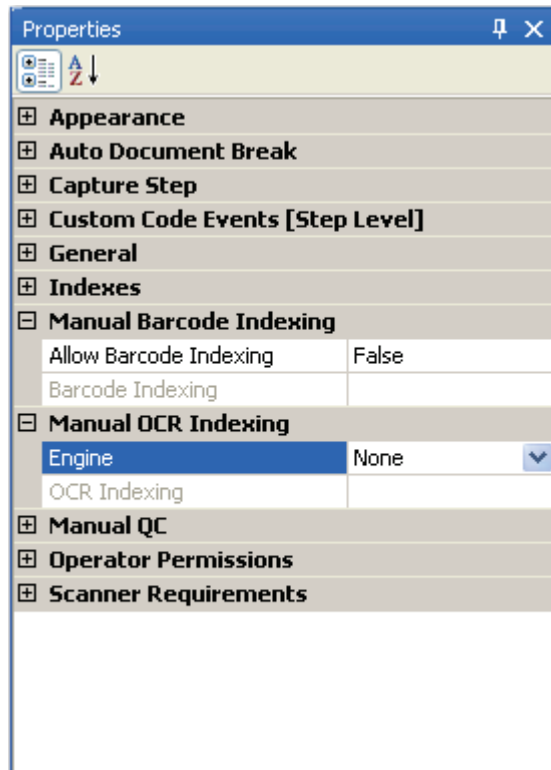 Properties
A
Z
Appearance
Auto Document Break
Capture Step
Custom Code Events [Step Level]
General
Indexes
Manual Barcode Indexing
Allow Barcode Indexing False
Barcode Indexing
Manual OCR Indexing
Engine None
OCR Indexing
Manual QC
Operator Permissions
Scanner Requirements